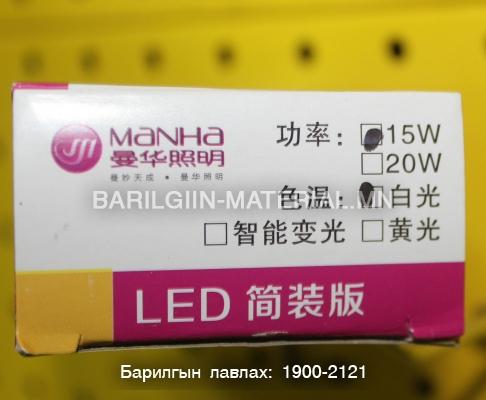 MANHA
曼华照明
曼妙天成 • 曼华照明
功率: 15W
20W
BARILGIIN-MATERIAL.MN
色温: 白光
智能变光 黄光
LED 简装版
Барилгын лавлах: 1900-2121